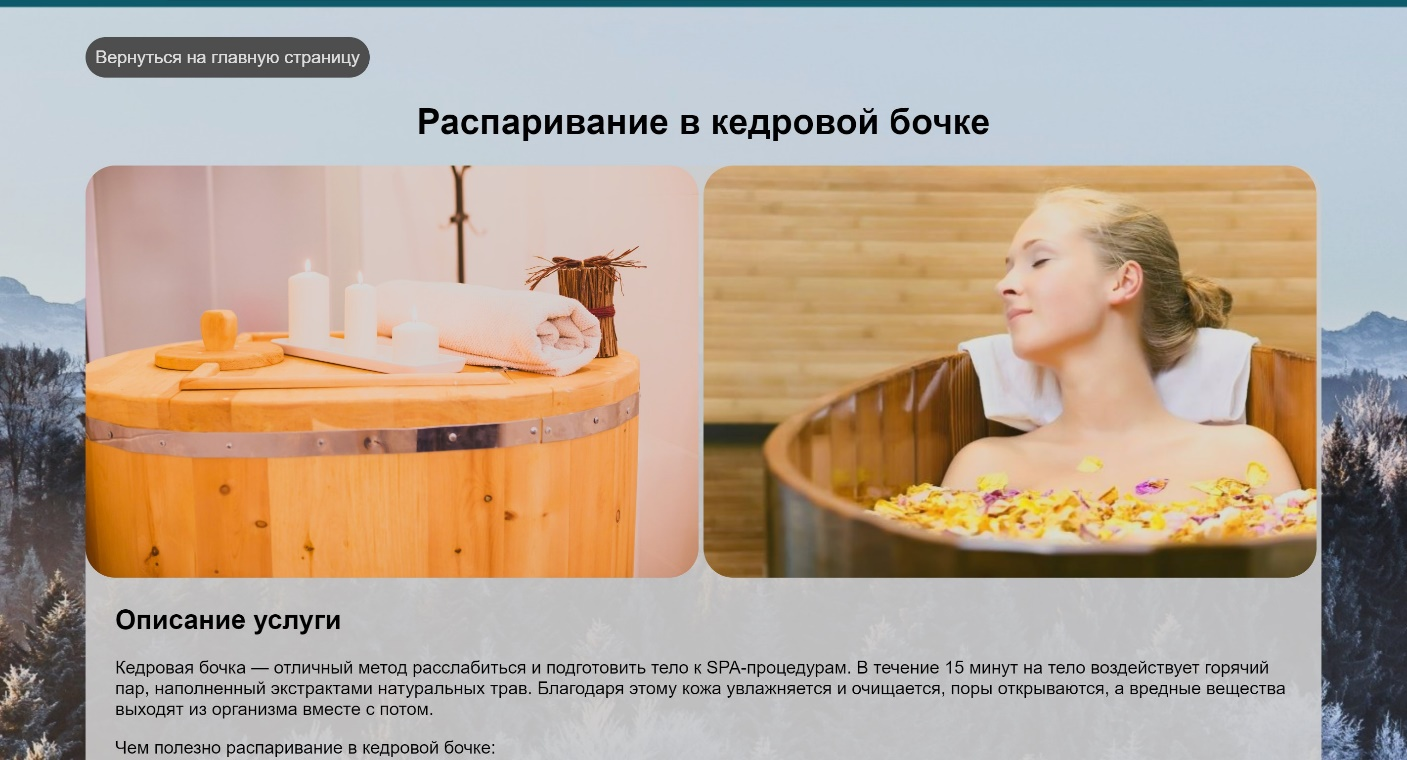 Вернуться на главную страницу
Распаривание в кедровой бочке
Описание услуги
Кедровая бочка — отличный метод расслабиться и подготовить тело к SPA-процедурам. В течение 15 минут на тело воздействует горячий
пар, наполненный экстрактами натуральных трав. Благодаря этому кожа увлажняется и очищается, поры открываются, а вредные вещества
выходят из организма вместе с потом.
Чем полезно распаривание в кедровой бочке: